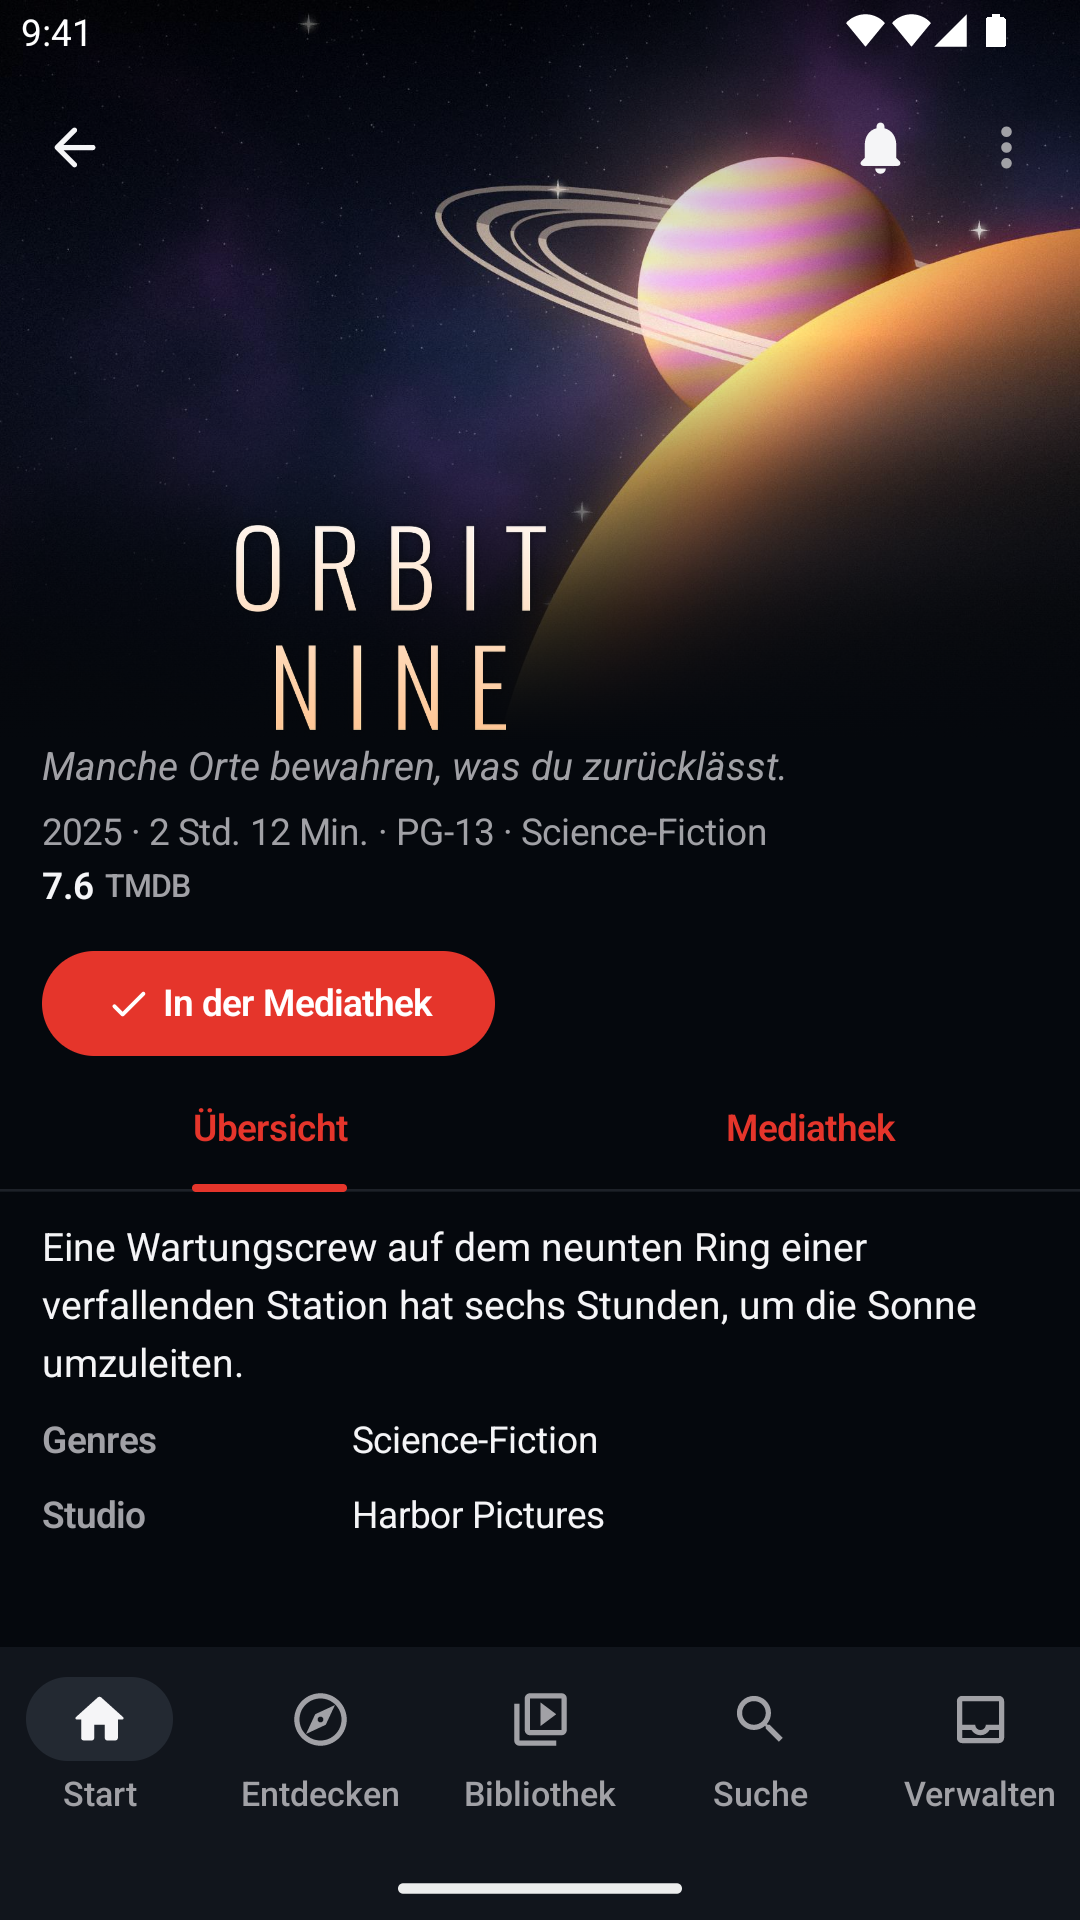 9:41
ORBIT
NINE
Manche Orte bewahren, was du zurücklässt.
2025 · 2 Std. 12 Min. · PG-13 · Science-Fiction
7.6 TMDB
In der Mediathek
Übersicht Mediathek
Eine Wartungscrew auf dem neunten Ring einer
verfallenden Station hat sechs Stunden, um die Sonne
umzuleiten.
Genres Science-Fiction
Studio Harbor Pictures
Start Entdecken Bibliothek Suche Verwalten